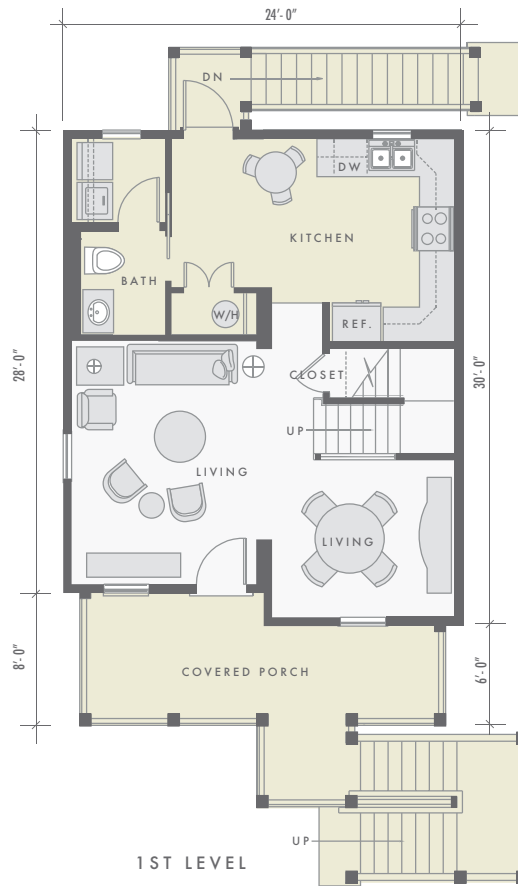 24'-0"
DN
DW
KITCHEN
BATH
W/H
REF.
28'-0"
30'-0"
CLOSET
UP
LIVING
LIVING
8'-0"
6'-0"
COVERED PORCH
UP
1ST LEVEL